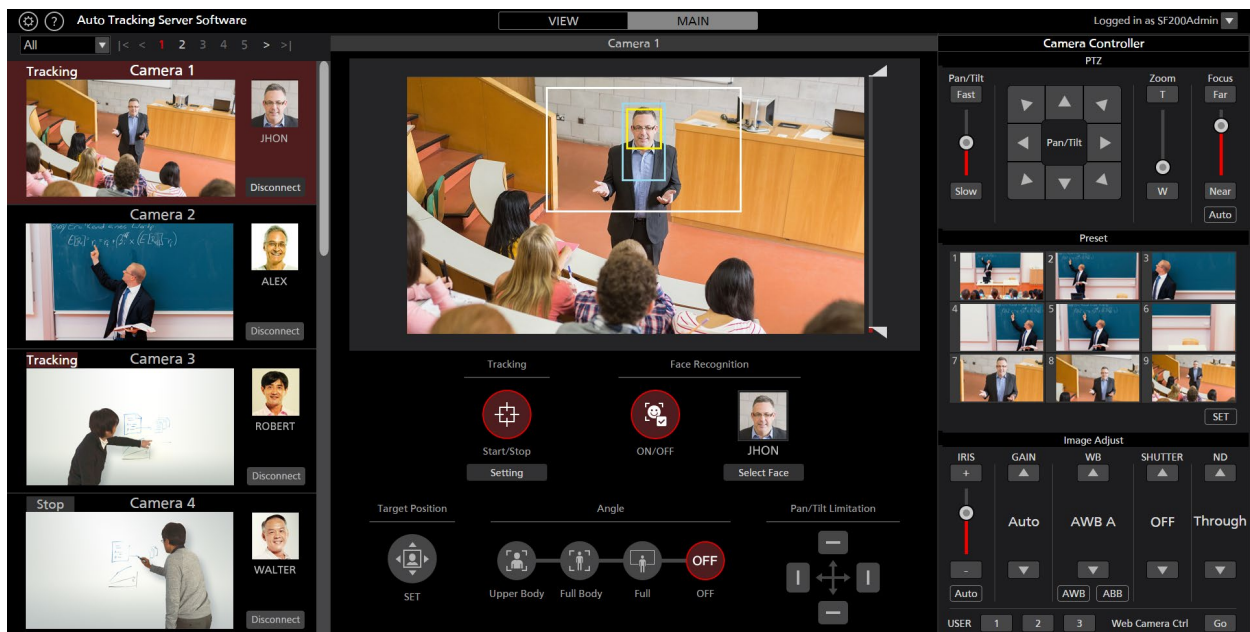 Auto Tracking Server Software
VIEW MAIN
Logged in as SF200Admin
All
|< < 1 2 3 4 5 > >|
Tracking Camera 1
JHON
Disconnect
Camera 2
ALEX
Disconnect
Tracking Camera 3
ROBERT
Disconnect
Stop Camera 4
WALTER
Disconnect
Camera 1
Tracking
Start/Stop
Setting
Face Recognition
ON/OFF
JHON
Select Face
Target Position
SET
Angle
OFF
Upper Body Full Body Full OFF
Pan/Tilt Limitation
Camera Controller
PTZ
Pan/Tilt Zoom Focus
Fast T Far
Pan/Tilt
Slow W Near
Auto
Preset
1 2 3
4 5 6
7 8 9
SET
Image Adjust
IRIS GAIN WB SHUTTER ND
+
Auto AWB A OFF Through
-
Auto AWB ABB
USER 1 2 3 Web Camera Ctrl Go